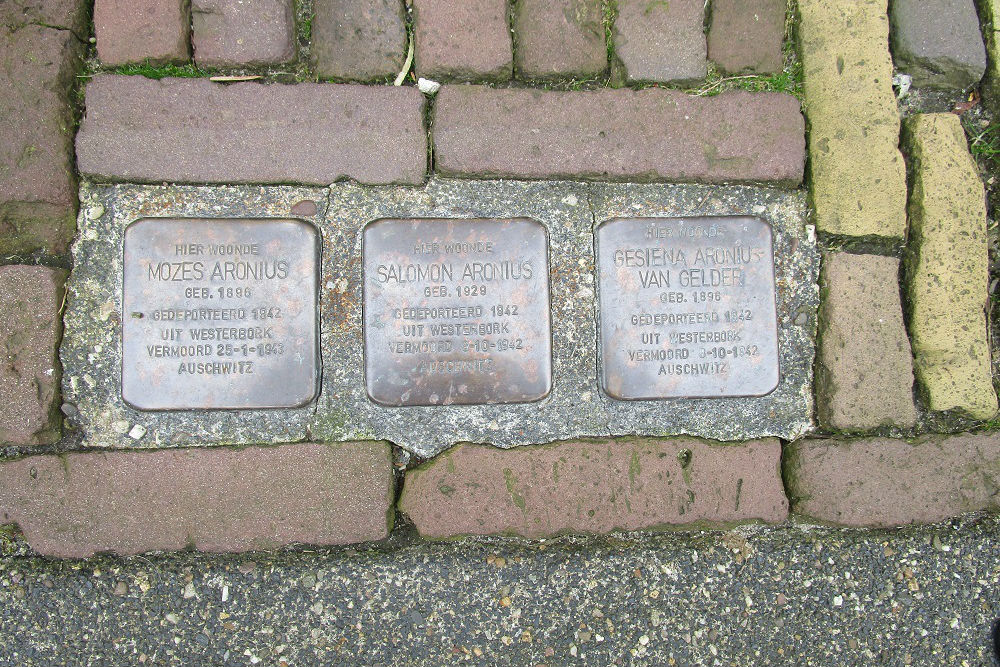 HIER WOONDE
MOZES ARONIUS
GEB. 1896
GEDEPORTEERD 1942
UIT WESTERBORK
VERMOORD 25-1-1943
AUSCHWITZ
HIER WOONDE
SALOMON ARONIUS
GEB. 1929
GEDEPORTEERD 1942
UIT WESTERBORK
VERMOORD 3-10-1942
AUSCHWITZ
HIER WOONDE
GESIENA ARONIUS-
VAN GELDER
GEB. 1896
GEDEPORTEERD 1942
UIT WESTERBORK
VERMOORD 3-10-1942
AUSCHWITZ